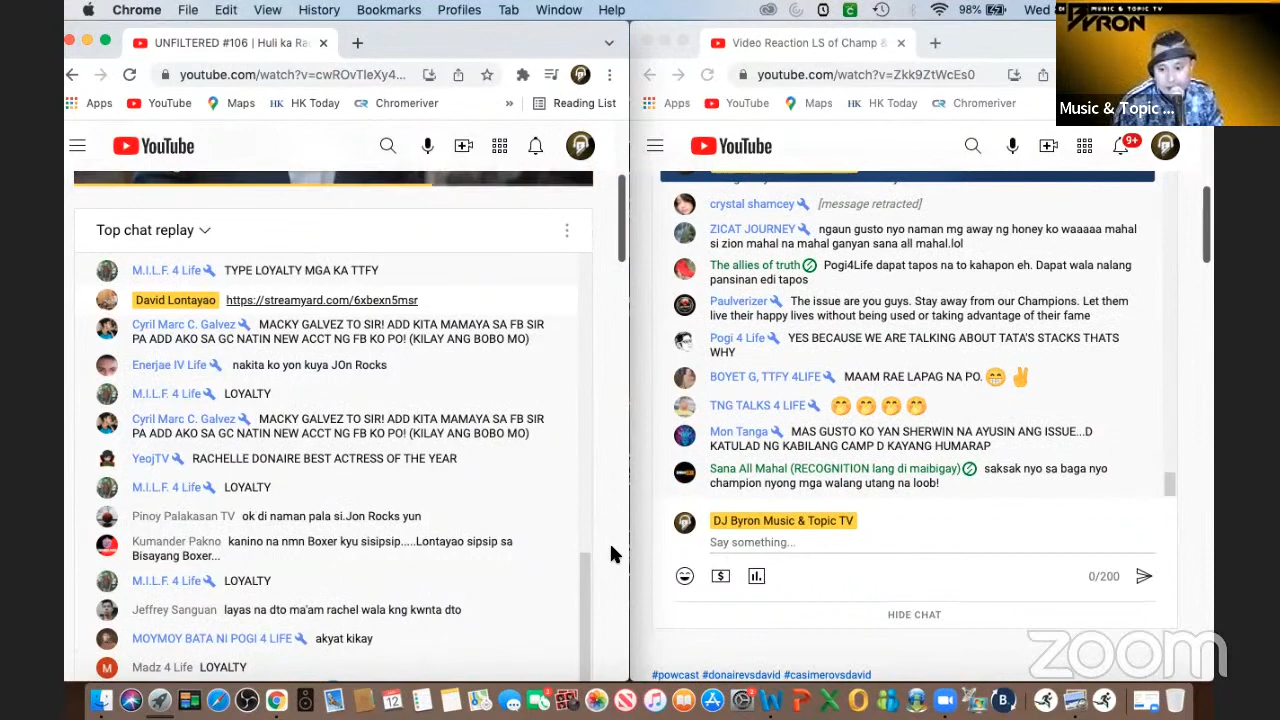 Chrome File Edit View History Bookmarks Profiles Tab Window Help
98%
UNFILTERED #106 | Huli ka Ra
youtube.com/watch?v=cwROvTleXy4...
Apps YouTube Maps HK Today Chromeriver » Reading List
YouTube
Top chat replay
M.I.L.F. 4 Life TYPE LOYALTY MGA KA TTFY
David Lontayao https://streamyard.com/6xbexn5msr
Cyril Marc C. Galvez MACKY GALVEZ TO SIR! ADD KITA MAMAYA SA FB SIR
PA ADD AKO SA GC NATIN NEW ACCT NG FB KO PO! (KILAY ANG BOBO MO)
Enerjae IV Life nakita ko yon kuya JOn Rocks
M.I.L.F. 4 Life LOYALTY
Cyril Marc C. Galvez MACKY GALVEZ TO SIR! ADD KITA MAMAYA SA FB SIR
PA ADD AKO SA GC NATIN NEW ACCT NG FB KO PO! (KILAY ANG BOBO MO)
YeojTV RACHELLE DONAIRE BEST ACTRESS OF THE YEAR
M.I.L.F. 4 Life LOYALTY
Pinoy Palakasan TV ok di naman pala si.Jon Rocks yun
Kumander Pakno kanino na nmn Boxer kyu sisipsip.....Lontayao sipsip sa
Bisayang Boxer...
M.I.L.F. 4 Life LOYALTY
Jeffrey Sanguan layas na dto ma'am rachel wala kng kwnta dto
MOYMOY BATA NI POGI 4 LIFE akyat kikay
M Madz 4 Life LOYALTY
Video Reaction LS of Champ &
youtube.com/watch?v=Zkk9ZtWcEs0
Apps YouTube Maps HK Today Chromeriver
YouTube
9+
crystal shamcey [message retracted]
ZICAT JOURNEY ngaun gusto nyo naman mg away ng honey ko waaaaa mahal
si zion mahal na mahal ganyan sana all mahal.lol
The allies of truth Pogi4Life dapat tapos na to kahapon eh. Dapat wala nalang
pansinan edi tapos
Paulverizer The issue are you guys. Stay away from our Champions. Let them
live their happy lives without being used or taking advantage of their fame
Pogi 4 Life YES BECAUSE WE ARE TALKING ABOUT TATA'S STACKS THATS
WHY
BOYET G, TTFY 4LIFE MAAM RAE LAPAG NA PO. 😁✌
TNG TALKS 4 LIFE 🤭🤭🤭🤭
Mon Tanga MAS GUSTO KO YAN SHERWIN NA AYUSIN ANG ISSUE...D
KATULAD NG KABILANG CAMP D KAYANG HUMARAP
Sana All Mahal (RECOGNITION lang di maibigay) saksak nyo sa baga nyo
champion nyong mga walang utang na loob!
DJ Byron Music & Topic TV
Say something...
0/200
HIDE CHAT
#powcast #donairevsdavid #casimerovsdavid
MUSIC & TOPIC TV
BYRON
Music & Topic ...
zoom